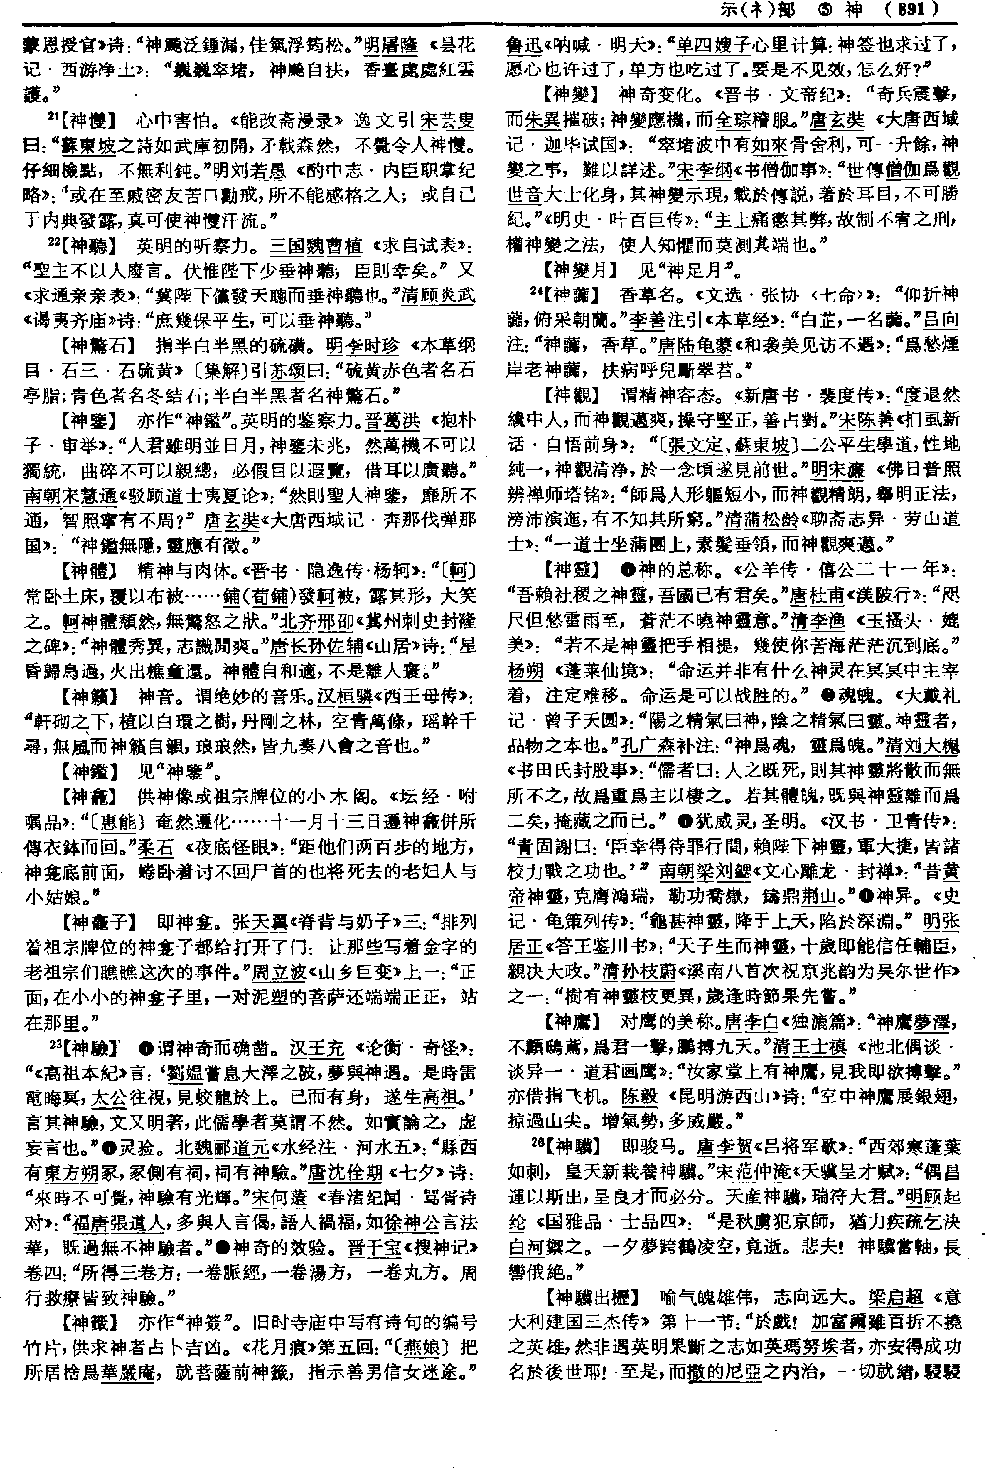 示(礻)部 ⑤ 神 (891)
蒙恩授官》诗：“神飈泛鍾漏，佳氣浮筠松。”明屠隆《昙花
记·西游净土》：“巍巍窣堵，神飈自扶，香臺處處紅雲
護。”
21【神慑】 心中害怕。《能改斋漫录》逸文引宋芸叟
曰：“蘇東坡之詩如武庫初開，矛戟森然，不覺令人神慑。
仔細檢點，不無利鈍。”明刘若愚《酌中志·内臣职掌纪
略》：“或在至戚密友苦口勸戒，所不能感格之人；或自己
于内典發露，真可使神慑汗流。”
22【神聽】 英明的听察力。三国魏曹植《求自试表》：
“聖主不以人廢言。伏惟陛下少垂神聽，臣則幸矣。”又
《求通亲亲表》：“冀陛下儻發天聰而垂神聽也。”清顾炎武
《谒夷齐庙》诗：“庶幾保平生，可以垂神聽。”
【神驚石】 指半白半黑的硫磺。明李时珍《本草纲
目·石三·石硫黄》〔集解〕引苏颂曰：“硫黄赤色者名石
亭脂；青色者名冬结石；半白半黑者名神驚石。”
【神鑒】 亦作“神鑑”。英明的鉴察力。晋葛洪《抱朴
子·审举》：“人君雖明並日月，神鑒未兆，然萬機不可以
獨統，曲碎不可以親總，必假目以遐覽，借耳以廣聽。”
南朝宋慧通《驳顾道士夷夏论》：“然則聖人神鑒，靡所不
通，智照寧有不周？”唐玄奘《大唐西域记·奔那伐弹那
国》：“神鑑無隱，靈應有徵。”
【神體】 精神与肉体。《晋书·隐逸传·杨轲》：“〔軻〕
常卧土床，覆以布被……鋪(荀鋪)發軻被，露其形，大笑
之。軻神體頹然，無驚怒之狀。”北齐邢卲《冀州刺史封隆
之碑》：“神體秀異，志識閒爽。”唐长孙佐辅《山居》诗：“星
昏歸鳥過，火出樵童還。神體自和適，不是離人寰。”
【神籟】 神音。谓绝妙的音乐。汉桓驎《西王母传》：
“軒砌之下，植以白環之樹，丹剛之林，空青萬條，瑶幹千
尋，無風而神籟自韻，琅琅然，皆九奏八會之音也。”
【神鑑】 见“神鑒”。
【神龕】 供神像或祖宗牌位的小木阁。《坛经·咐
嘱品》：“〔惠能〕奄然遷化……十一月十三日遷神龕併所
傳衣鉢而回。”柔石《夜底怪眼》：“距他们两百步的地方，
神龛底前面，蜷卧着讨不回尸首的也将死去的老妇人与
小姑娘。”
【神龕子】 即神龛。张天翼《脊背与奶子》三：“排列
着祖宗牌位的神龛子都给打开了门：让那些写着金字的
老祖宗们瞧瞧这次的事件。”周立波《山乡巨变》上一：“正
面，在小小的神龛子里，一对泥塑的菩萨还端端正正，站
在那里。”
23【神驗】 ❶谓神奇而确凿。汉王充《论衡·奇怪》：
“《高祖本紀》言：‘劉媪嘗息大澤之陂，夢與神遇。是時雷
電晦冥，太公往視，見蛟龍於上。已而有身，遂生高祖。’
言其神驗，文又明著，此儒學者莫謂不然。如實論之，虚
妄言也。”❷灵验。北魏郦道元《水经注·河水五》：“縣西
有東方朔冢，冢側有祠，祠有神驗。”唐沈佺期《七夕》诗：
“來時不可覺，神驗有光輝。”宋何薳《春渚纪闻·笃斋诗
对》：“福唐張道人，多與人言偈，語人禍福，如徐神公言法
華，既過無不神驗者。”❸神奇的效验。晋干宝《搜神记》
卷四：“所得三卷方：一卷脈經，一卷湯方，一卷丸方。周
行救療皆致神驗。”
【神籤】 亦作“神签”。旧时寺庙中写有诗句的编号
竹片，供求神者占卜吉凶。《花月痕》第五回：“〔燕娘〕把
所居捨爲華嚴庵，就菩薩前神籤，指示善男信女迷途。”
鲁迅《呐喊·明天》：“单四嫂子心里计算：神签也求过了，
愿心也许过了，单方也吃过了。要是不见效，怎么好？”
【神變】 神奇变化。《晋书·文帝纪》：“奇兵震擊，
而朱異摧破；神變應機，而全琮稽服。”唐玄奘《大唐西域
记·迦毕试国》：“窣堵波中有如來骨舍利，可一升餘，神
變之事，難以詳述。”宋李纲《书僧伽事》：“世傳僧伽爲觀
世音大士化身，其神變示現，載於傳説，著於耳目，不可勝
紀。”《明史·叶百巨传》：“主上痛懲其弊，故制不宥之刑，
權神變之法，使人知懼而莫測其端也。”
【神變月】 见“神足月”。
24【神虈】 香草名。《文选·张协〈七命〉》：“仰折神
虈，俯采朝蘭。”李善注引《本草经》：“白芷，一名虈。”吕向
注：“神虈，香草。”唐陆龟蒙《和袭美见访不遇》：“爲愁煙
岸老神虈，扶病呼兒斸翠苕。”
【神觀】 谓精神容态。《新唐书·裴度传》：“度退然
纔中人，而神觀邁爽，操守堅正，善占對。”宋陈善《扪虱新
话·自悟前身》：“〔張文定、蘇東坡〕二公平生學道，性地
純一，神觀清净，於一念頃遂見前世。”明宋濂《佛日普照
辨禅师塔铭》：“師爲人形軀短小，而神觀精朗，舉明正法，
滂沛演迤，有不知其所窮。”清蒲松龄《聊斋志异·劳山道
士》：“一道士坐蒲團上，素髮垂領，而神觀爽邁。”
【神靈】 ❶神的总称。《公羊传·僖公二十一年》：
“吾賴社稷之神靈，吾國已有君矣。”唐杜甫《渼陂行》：“咫
尺但愁雷雨至，蒼茫不曉神靈意。”清李渔《玉搔头·媲
美》：“若不是神靈把手相提，幾使你苦海茫茫沉到底。”
杨朔《蓬莱仙境》：“命运并非有什么神灵在冥冥中主宰
着，注定难移。命运是可以战胜的。”❷魂魄。《大戴礼
记·曾子天圆》：“陽之精氣曰神，陰之精氣曰靈。神靈者，
品物之本也。”孔广森补注：“神爲魂，靈爲魄。”清刘大櫆
《书田氏封股事》：“儒者曰：人之既死，則其神靈將散而無
所不之，故爲重爲主以棲之。若其體魄，既與神靈離而爲
二矣，掩藏之而已。”❸犹威灵，圣明。《汉书·卫青传》：
“青固謝曰：‘臣幸得待罪行間，賴陛下神靈，軍大捷，皆諸
校力戰之功也。’”南朝梁刘勰《文心雕龙·封禅》：“昔黄
帝神靈，克膺鴻瑞，勒功喬嶽，鑄鼎荆山。”❹神异。《史
记·龟策列传》：“龜甚神靈，降于上天，陷於深淵。”明张
居正《答王鉴川书》：“天子生而神靈，十歲即能信任輔臣，
親决大政。”清孙枝蔚《溪南八首次祝京兆韵为吴尔世作》
之一：“樹有神靈枝更異，歲逢時節果先嘗。”
【神鷹】 对鹰的美称。唐李白《独漉篇》：“神鷹夢澤，
不顧鴟鳶，爲君一擊，鵬搏九天。”清王士禛《池北偶谈·
谈异一·道君画鹰》：“汝家堂上有神鷹，見我即欲搏擊。”
亦借指飞机。陈毅《昆明游西山》诗：“空中神鷹展銀翅，
掠過山尖。增氣勢，多威嚴。”
26【神驥】 即骏马。唐李贺《吕将军歌》：“西郊寒蓬葉
如刺，皇天新栽養神驥。”宋范仲淹《天骥呈才赋》：“偶昌
運以斯出，呈良才而必分。天産神驥，瑞符大君。”明顾起
纶《国雅品·士品四》：“是秋虜犯京師，猶力疾疏乞決
白河禦之。一夕夢跨鶴凌空，竟逝。悲夫！神驥當軸，長
轡俄絶。”
【神驥出櫪】 喻气魄雄伟，志向远大。梁启超《意
大利建国三杰传》第十一节：“於戲！加富爾雖百折不撓
之英雄，然非遇英明果斷之志如英瑪努埃者，亦安得成功
名於後世耶！至是，而撒的尼亞之内治，一切就緒，駸駸